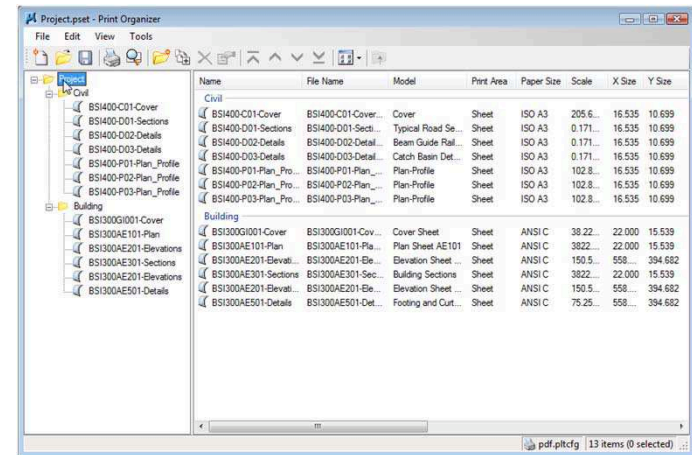 Project.pset - Print Organizer
File Edit View Tools
Project
Civil
BSI400-C01-Cover
BSI400-D01-Sections
BSI400-D02-Details
BSI400-D03-Details
BSI400-P01-Plan_Profile
BSI400-P02-Plan_Profile
BSI400-P03-Plan_Profile
Building
BSI300GI001-Cover
BSI300AE101-Plan
BSI300AE201-Elevations
BSI300AE301-Sections
BSI300AE201-Elevations
BSI300AE501-Details
Name File Name Model Print Area Paper Size Scale X Size Y Size
Civil
BSI400-C01-Cover BSI400-C01-Cover... Cover Sheet ISO A3 205.6... 16.535 10.699
BSI400-D01-Sections BSI400-D01-Secti... Typical Road Se... Sheet ISO A3 0.171... 16.535 10.699
BSI400-D02-Details BSI400-D02-Detail... Beam Guide Rail... Sheet ISO A3 0.171... 16.535 10.699
BSI400-D03-Details BSI400-D03-Detail... Catch Basin Det... Sheet ISO A3 0.171... 16.535 10.699
BSI400-P01-Plan_Pro... BSI400-P01-Plan_... Plan-Profile Sheet ISO A3 102.8... 16.535 10.699
BSI400-P02-Plan_Pro... BSI400-P02-Plan_... Plan-Profile Sheet ISO A3 102.8... 16.535 10.699
BSI400-P03-Plan_Pro... BSI400-P03-Plan_... Plan-Profile Sheet ISO A3 102.8... 16.535 10.699
Building
BSI300GI001-Cover BSI300GI001-Cov... Cover Sheet Sheet ANSI C 38.22... 22.000 15.539
BSI300AE101-Plan BSI300AE101-Pla... Plan Sheet AE101 Sheet ANSI C 3822.... 22.000 15.539
BSI300AE201-Elevati... BSI300AE201-Ele... Elevation Sheet ... Sheet ANSI C 150.5... 558.... 394.682
BSI300AE301-Sections BSI300AE301-Sec... Building Sections Sheet ANSI C 3822.... 22.000 15.539
BSI300AE201-Elevati... BSI300AE201-Ele... Elevation Sheet ... Sheet ANSI C 150.5... 558.... 394.682
BSI300AE501-Details BSI300AE501-Det... Footing and Curt... Sheet ANSI C 75.25... 558.... 394.682
pdf.pltcfg 13 items (0 selected)